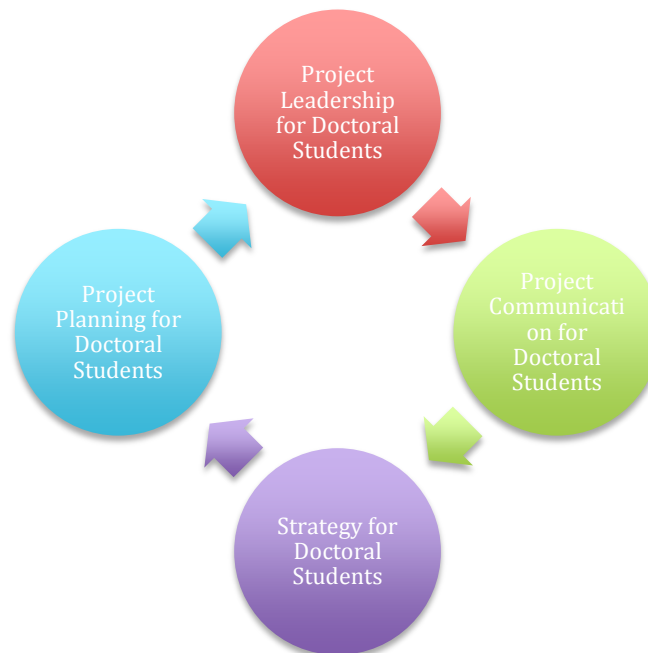 Project
Leadership
for Doctoral
Students
Project
Communicati
on for
Doctoral
Students
Strategy for
Doctoral
Students
Project
Planning for
Doctoral
Students